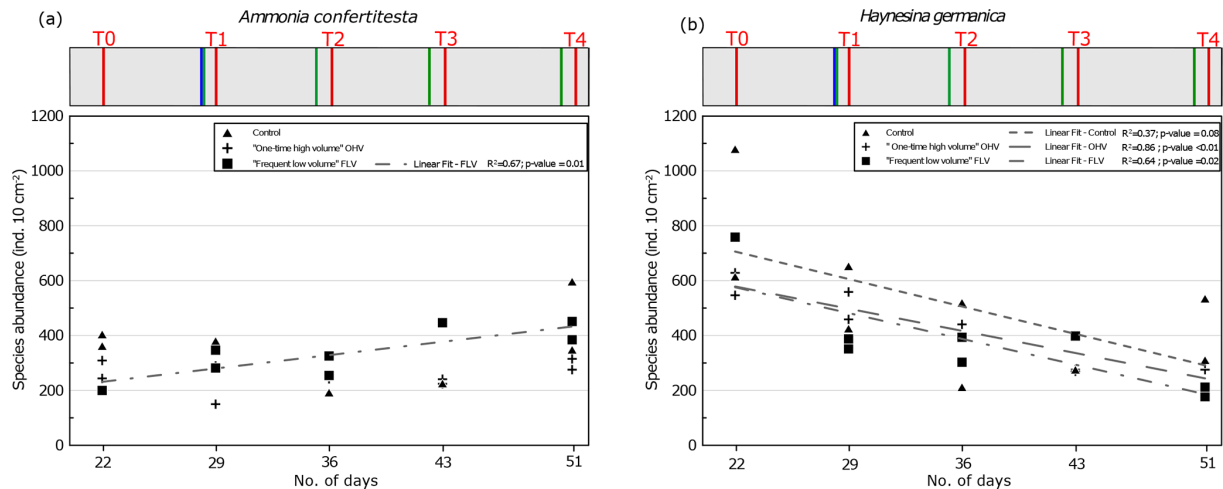 (a)
Ammonia confertitesta
T0 T1 T2 T3 T4
1200
1000
800
600
400
200
0
Species abundance (ind. 10 cm-2)
Control
"One-time high volume" OHV
"Frequent low volume" FLV
Linear Fit - FLV R2=0.67; p-value = 0.01
22 29 36 43 51
No. of days
(b)
Haynesina germanica
T0 T1 T2 T3 T4
1200
1000
800
600
400
200
0
Species abundance (ind. 10 cm-2)
Control Linear Fit - Control R2=0.37; p-value = 0.08
" One-time high volume" OHV Linear Fit - OHV R2=0.86 ; p-value <0.01
"Frequent low volume" FLV Linear Fit - FLV R2=0.64 ; p-value = 0.02
22 29 36 43 51
No. of days